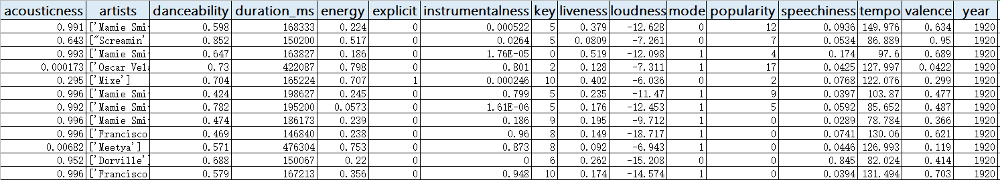 acousticness artists danceability duration_ms energy explicit instrumentalness key liveness loudness mode popularity speechiness tempo valence year
0.991 ['Mamie Smi 0.598 168333 0.224 0 0.000522 5 0.379 -12.628 0 12 0.0936 149.976 0.634 1920
0.643 ["Screamin' 0.852 150200 0.517 0 0.0264 5 0.0809 -7.261 0 7 0.0534 86.889 0.95 1920
0.993 ['Mamie Smi 0.647 163827 0.186 0 1.76E-05 0 0.519 -12.098 1 4 0.174 97.6 0.689 1920
0.000173 ['Oscar Vela 0.73 422087 0.798 0 0.801 2 0.128 -7.311 1 17 0.0425 127.997 0.0422 1920
0.295 ['Mixe'] 0.704 165224 0.707 1 0.000246 10 0.402 -6.036 0 2 0.0768 122.076 0.299 1920
0.996 ['Mamie Smi 0.424 198627 0.245 0 0.799 5 0.235 -11.47 1 9 0.0397 103.87 0.477 1920
0.992 ['Mamie Smi 0.782 195200 0.0573 0 1.61E-06 5 0.176 -12.453 1 5 0.0592 85.652 0.487 1920
0.996 ['Mamie Smi 0.474 186173 0.239 0 0.186 9 0.195 -9.712 1 0 0.0289 78.784 0.366 1920
0.996 ['Francisco 0.469 146840 0.238 0 0.96 8 0.149 -18.717 1 0 0.0741 130.06 0.621 1920
0.00682 ['Meetya'] 0.571 476304 0.753 0 0.873 8 0.092 -6.943 1 0 0.0446 126.993 0.119 1920
0.952 ['Dorville'] 0.688 150067 0.22 0 0 6 0.262 -15.208 0 0 0.845 82.024 0.414 1920
0.996 ['Francisco 0.579 167213 0.356 0 0.948 10 0.174 -14.574 1 0 0.0394 131.494 0.703 1920